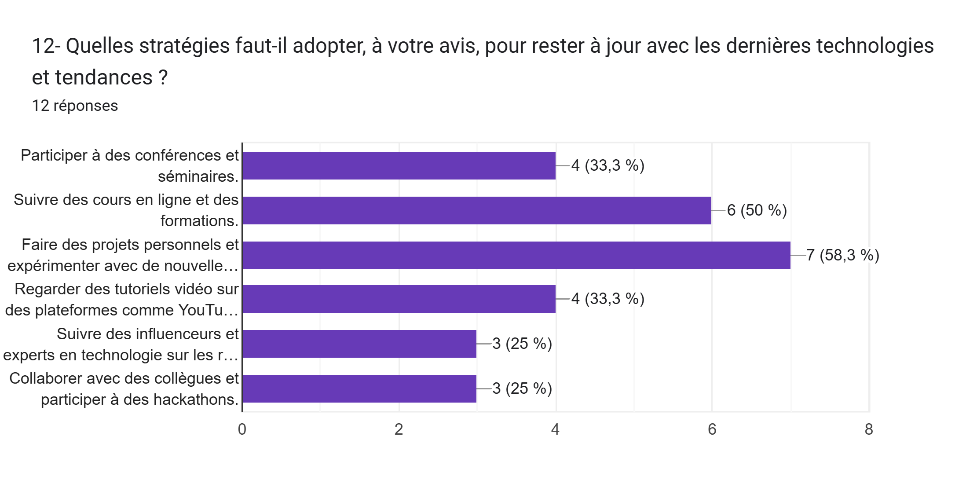 12- Quelles stratégies faut-il adopter, à votre avis, pour rester à jour avec les dernières technologies
et tendances ?
12 réponses
Participer à des conférences et
séminaires.
4 (33,3 %)
Suivre des cours en ligne et des
formations.
6 (50 %)
Faire des projets personnels et
expérimenter avec de nouvelle…
7 (58,3 %)
Regarder des tutoriels vidéo sur
des plateformes comme YouTu…
4 (33,3 %)
Suivre des influenceurs et
experts en technologie sur les r…
3 (25 %)
Collaborer avec des collègues et
participer à des hackathons.
3 (25 %)
0 2 4 6 8